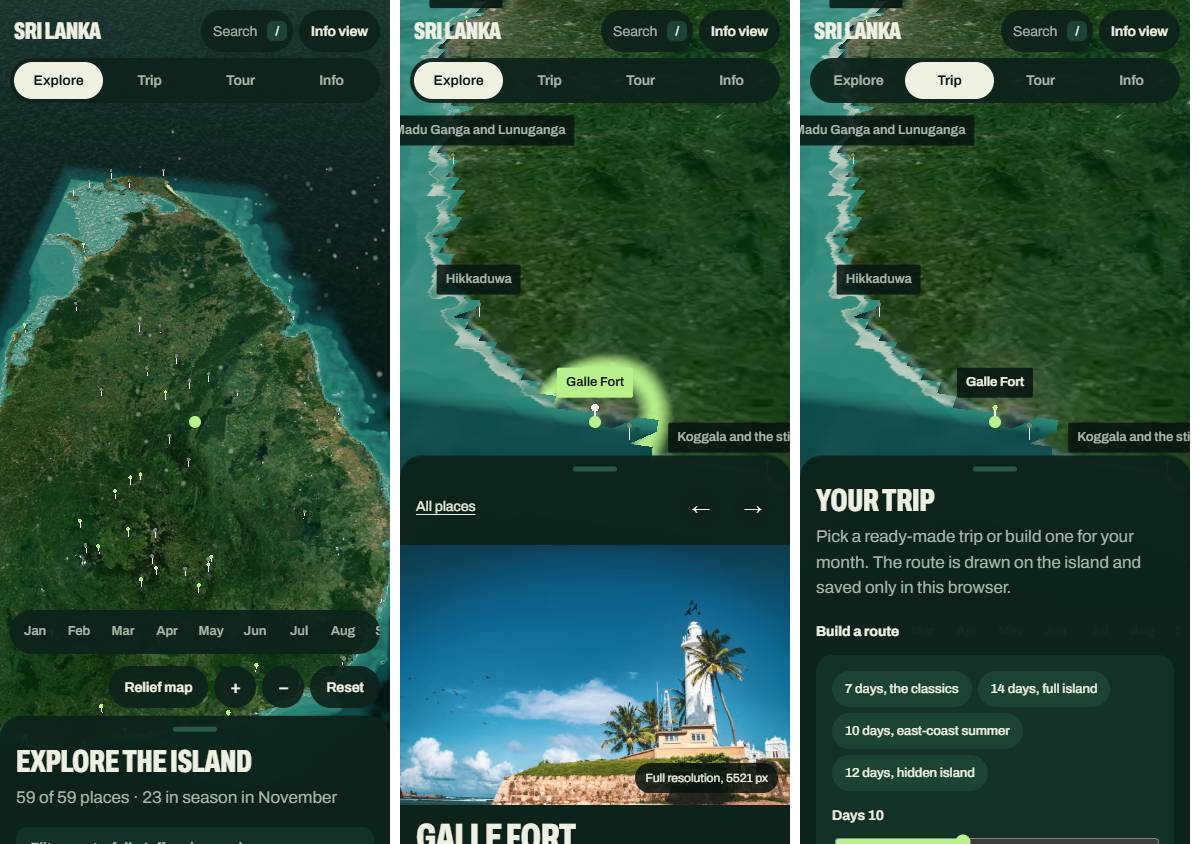 SRI LANKA
Search /
Info view
Explore
Trip
Tour
Info
Jan Feb Mar Apr May Jun Jul Aug
Relief map
+
−
Reset
EXPLORE THE ISLAND
59 of 59 places · 23 in season in November
SRI LANKA
Search /
Info view
Explore
Trip
Tour
Info
Madu Ganga and Lunuganga
Hikkaduwa
Galle Fort
Koggala and the sti
All places
← →
Full resolution, 5521 px
GALLE FORT
SRI LANKA
Search /
Info view
Explore
Trip
Tour
Info
Madu Ganga and Lunuganga
Hikkaduwa
Galle Fort
Koggala and the sti
YOUR TRIP
Pick a ready-made trip or build one for your
month. The route is drawn on the island and
saved only in this browser.
Build a route
7 days, the classics
14 days, full island
10 days, east-coast summer
12 days, hidden island
Days 10